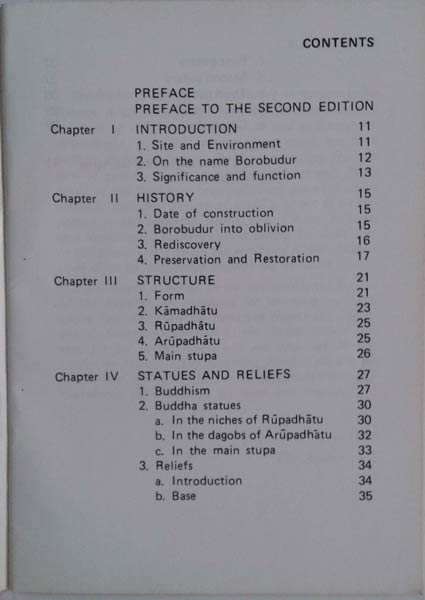 CONTENTS
PREFACE
PREFACE TO THE SECOND EDITION
Chapter I INTRODUCTION 11
1. Site and Environment 11
2. On the name Borobudur 12
3. Significance and function 13
Chapter II HISTORY 15
1. Date of construction 15
2. Borobudur into oblivion 15
3. Rediscovery 16
4. Preservation and Restoration 17
Chapter III STRUCTURE 21
1. Form 21
2. Kāmadhātu 23
3. Rūpadhātu 25
4. Arūpadhātu 25
5. Main stupa 26
Chapter IV STATUES AND RELIEFS 27
1. Buddhism 27
2. Buddha statues 30
a. In the niches of Rūpadhātu 30
b. In the dagobs of Arūpadhātu 32
c. In the main stupa 33
3. Reliefs 34
a. Introduction 34
b. Base 35